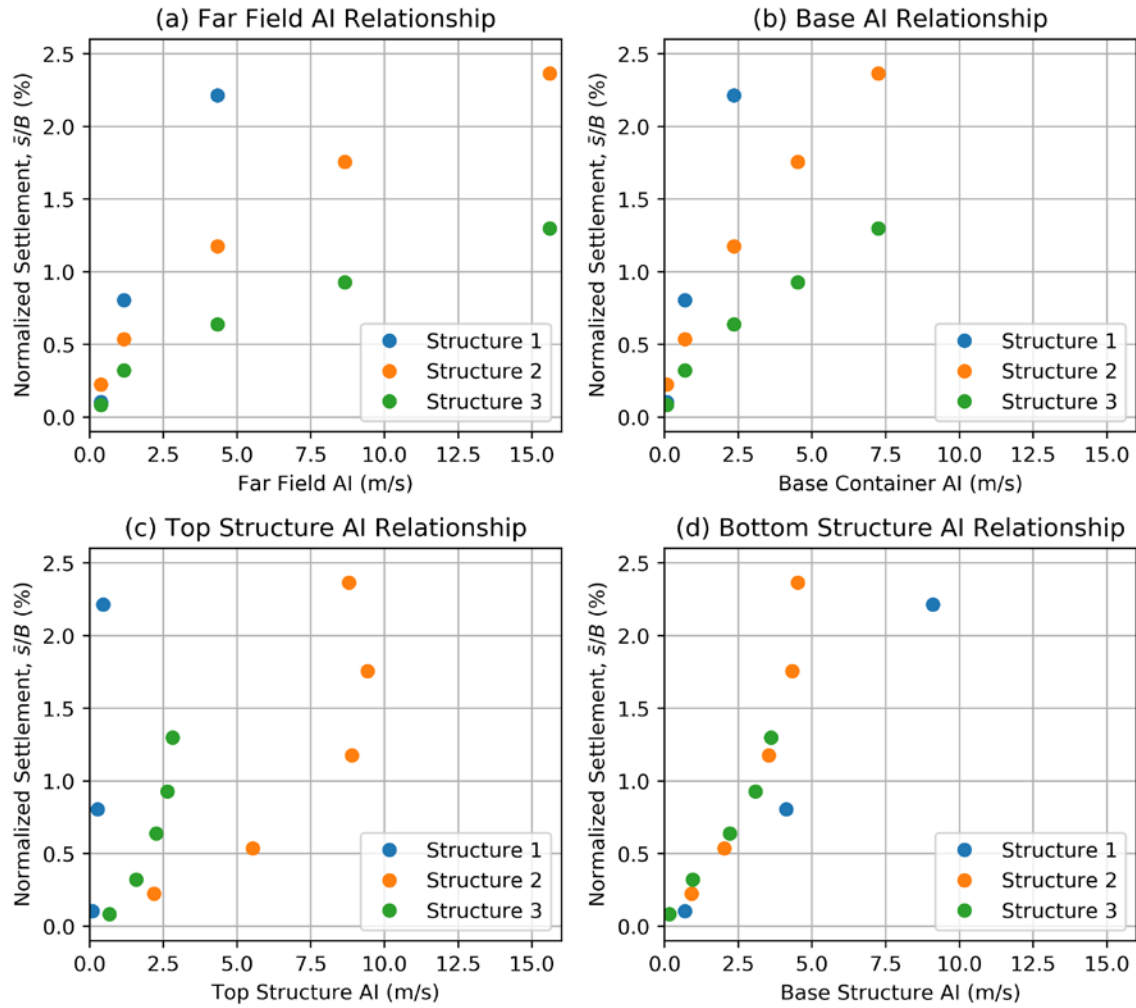 (a) Far Field AI Relationship
Normalized Settlement, s̄/B (%)
2.5
2.0
1.5
1.0
0.5
0.0
Structure 1
Structure 2
Structure 3
0.0 2.5 5.0 7.5 10.0 12.5 15.0
Far Field AI (m/s)
(b) Base AI Relationship
Normalized Settlement, s̄/B (%)
2.5
2.0
1.5
1.0
0.5
0.0
Structure 1
Structure 2
Structure 3
0.0 2.5 5.0 7.5 10.0 12.5 15.0
Base Container AI (m/s)
(c) Top Structure AI Relationship
Normalized Settlement, s̄/B (%)
2.5
2.0
1.5
1.0
0.5
0.0
Structure 1
Structure 2
Structure 3
0.0 2.5 5.0 7.5 10.0 12.5 15.0
Top Structure AI (m/s)
(d) Bottom Structure AI Relationship
Normalized Settlement, s̄/B (%)
2.5
2.0
1.5
1.0
0.5
0.0
Structure 1
Structure 2
Structure 3
0.0 2.5 5.0 7.5 10.0 12.5 15.0
Base Structure AI (m/s)